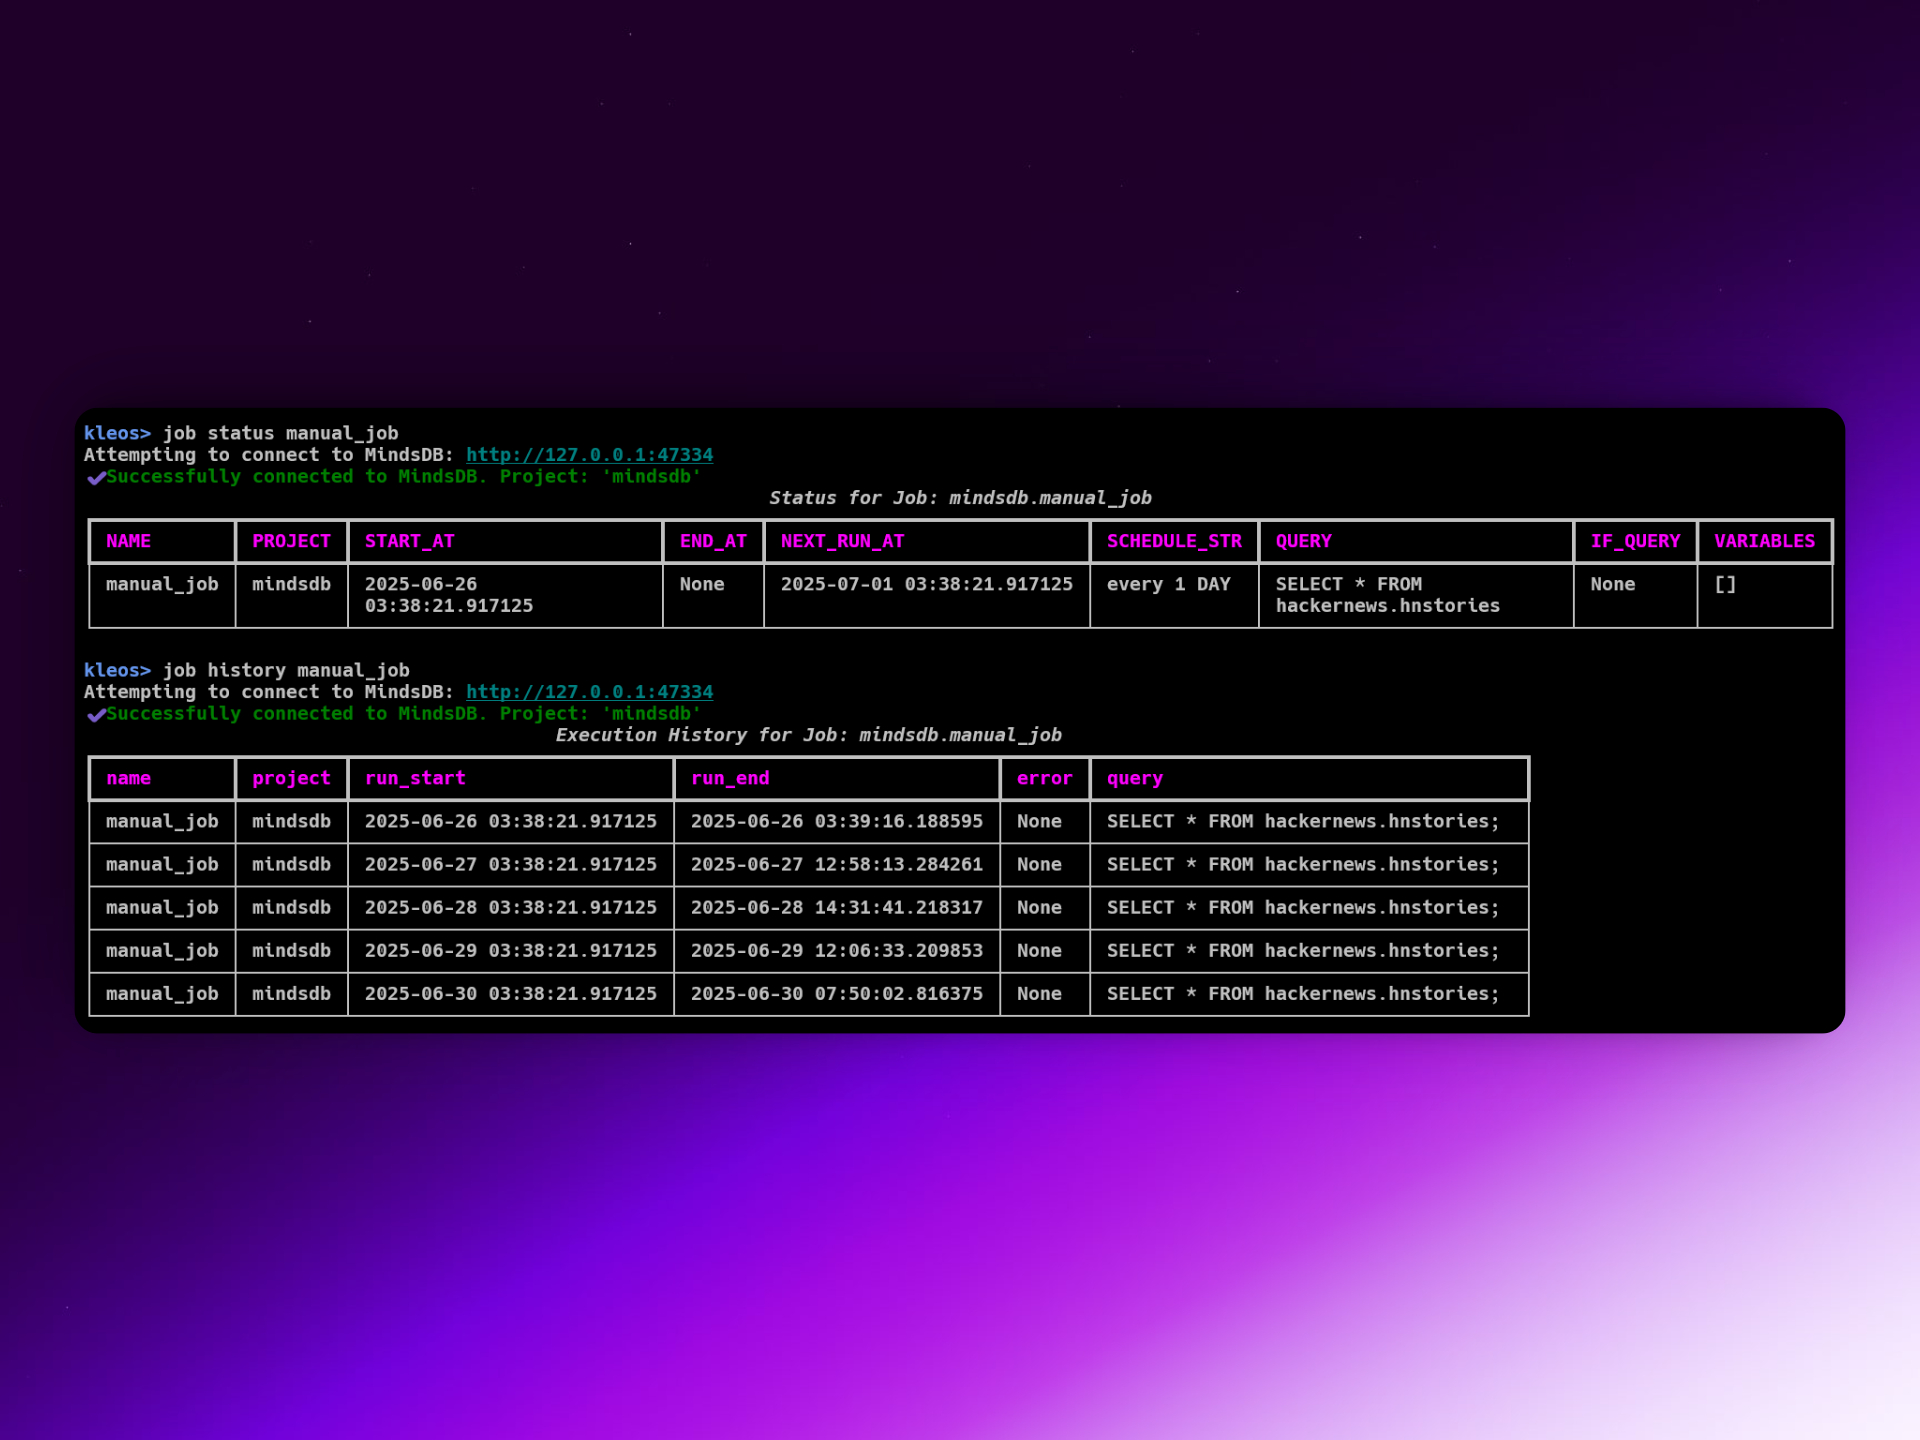 kleos> job status manual_job
Attempting to connect to MindsDB: http://127.0.0.1:47334
✔Successfully connected to MindsDB. Project: 'mindsdb'
Status for Job: mindsdb.manual_job
NAME PROJECT START_AT END_AT NEXT_RUN_AT SCHEDULE_STR QUERY IF_QUERY VARIABLES
manual_job mindsdb 2025-06-26 None 2025-07-01 03:38:21.917125 every 1 DAY SELECT * FROM None []
03:38:21.917125 hackernews.hnstories
kleos> job history manual_job
Attempting to connect to MindsDB: http://127.0.0.1:47334
✔Successfully connected to MindsDB. Project: 'mindsdb'
Execution History for Job: mindsdb.manual_job
name project run_start run_end error query
manual_job mindsdb 2025-06-26 03:38:21.917125 2025-06-26 03:39:16.188595 None SELECT * FROM hackernews.hnstories;
manual_job mindsdb 2025-06-27 03:38:21.917125 2025-06-27 12:58:13.284261 None SELECT * FROM hackernews.hnstories;
manual_job mindsdb 2025-06-28 03:38:21.917125 2025-06-28 14:31:41.218317 None SELECT * FROM hackernews.hnstories;
manual_job mindsdb 2025-06-29 03:38:21.917125 2025-06-29 12:06:33.209853 None SELECT * FROM hackernews.hnstories;
manual_job mindsdb 2025-06-30 03:38:21.917125 2025-06-30 07:50:02.816375 None SELECT * FROM hackernews.hnstories;